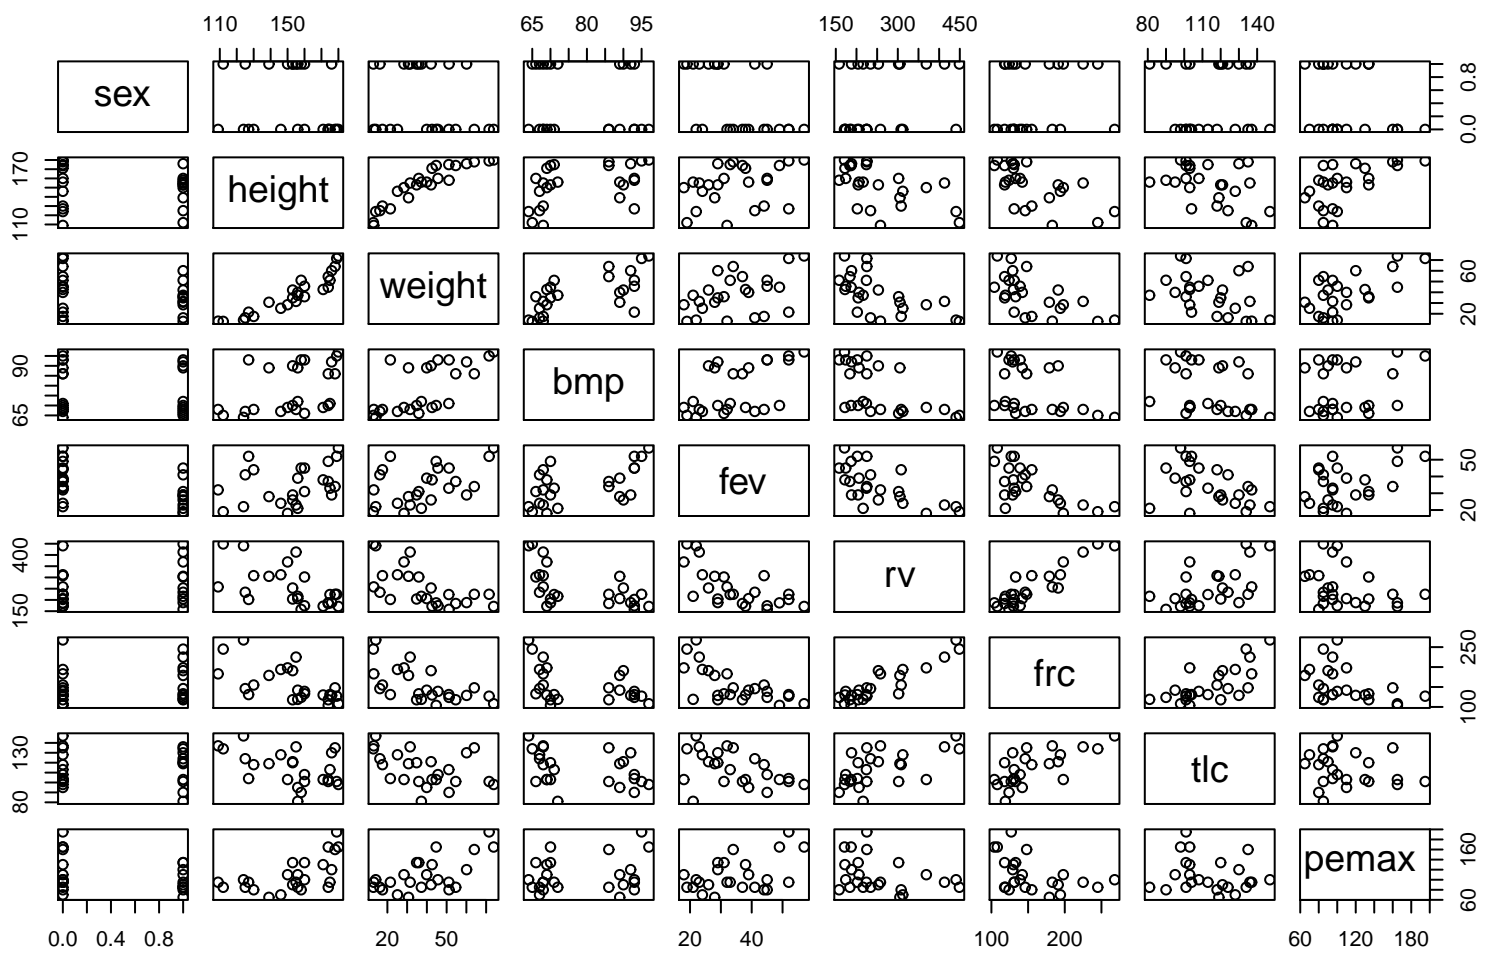 110 150 65 80 95 150 300 450 80 110 140
sex 0.0 0.8
110 170 height
weight 20 60
65 90 bmp
fev 20 50
150 400 rv
frc 100 250
80 130 tlc
pemax 60 160
0.0 0.4 0.8 20 50 20 40 100 200 60 120 180